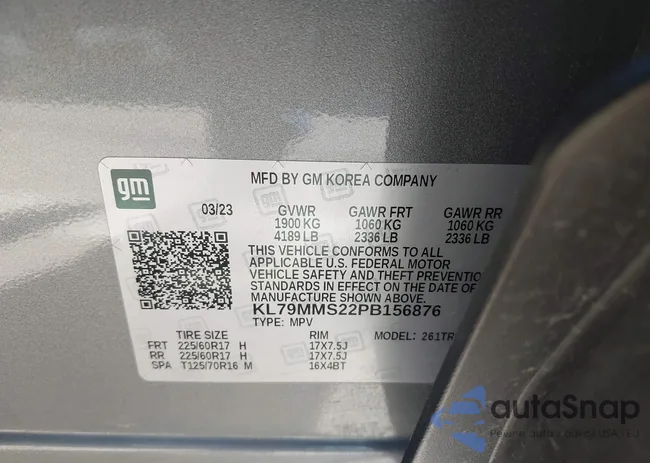 gm
MFD BY GM KOREA COMPANY
03/23 GVWR GAWR FRT GAWR RR
1900 KG 1060 KG 1060 KG
4189 LB 2336 LB 2336 LB
THIS VEHICLE CONFORMS TO ALL
APPLICABLE U.S. FEDERAL MOTOR
VEHICLE SAFETY AND THEFT PREVENTIO
STANDARDS IN EFFECT ON THE DATE OF
MANUFACTURE SHOWN ABOVE.
KL79MMS22PB156876
TYPE: MPV MODEL: 261TR
TIRE SIZE RIM
FRT 225/60R17 H 17X7.5J
RR 225/60R17 H 17X7.5J
SPA T125/70R16 M 16X4BT
autaSnap